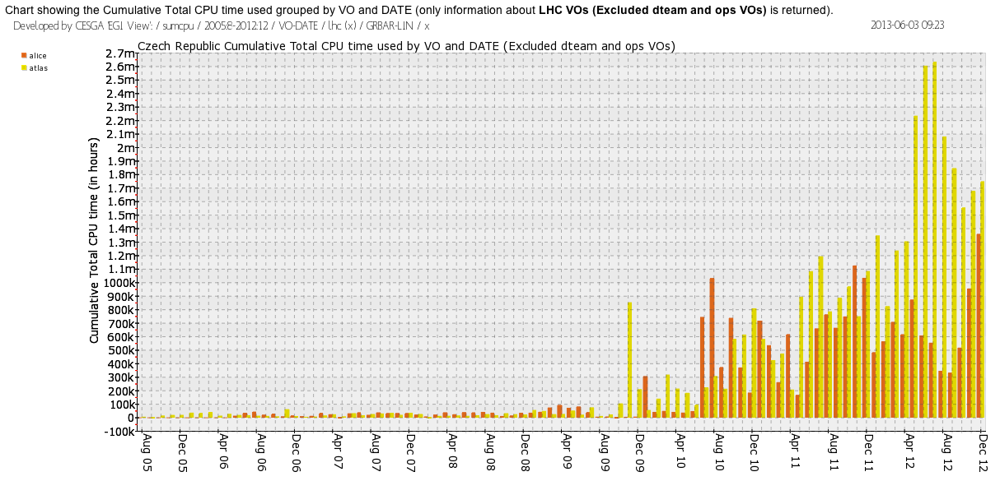 Chart showing the Cumulative Total CPU time used grouped by VO and DATE (only information about LHC VOs (Excluded dteam and ops VOs) is returned).
Developed by CESGA 'EGI View': / sumcpu / 2005:8-2012:12 / VO-DATE / lhc (x) / GRBAR-LIN / x
2013-06-03 09:23
Czech Republic Cumulative Total CPU time used by VO and DATE (Excluded dteam and ops VOs)
alice
atlas
Cumulative Total CPU time (in hours)
2.7m
2.6m
2.5m
2.4m
2.3m
2.2m
2.1m
2m
1.9m
1.8m
1.7m
1.6m
1.5m
1.4m
1.3m
1.2m
1.1m
1000k
900k
800k
700k
600k
500k
400k
300k
200k
100k
0
-100k
Aug 05
Dec 05
Apr 06
Aug 06
Dec 06
Apr 07
Aug 07
Dec 07
Apr 08
Aug 08
Dec 08
Apr 09
Aug 09
Dec 09
Apr 10
Aug 10
Dec 10
Apr 11
Aug 11
Dec 11
Apr 12
Aug 12
Dec 12